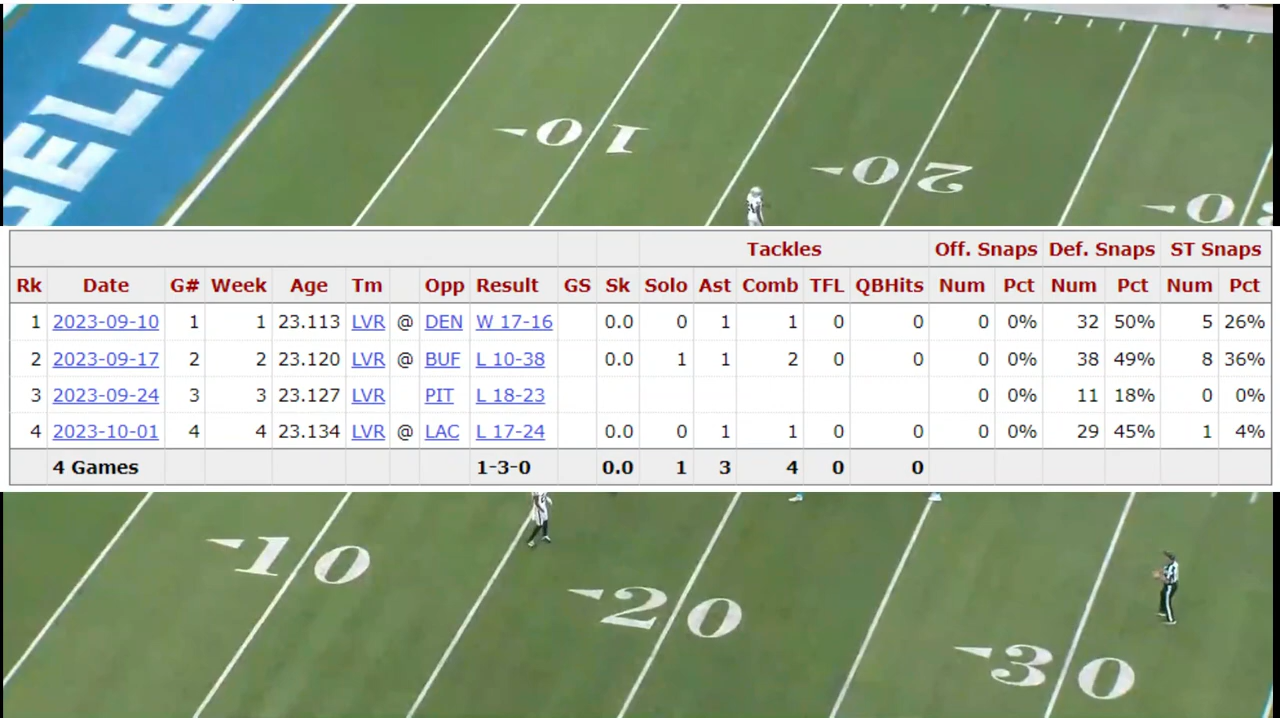 GELES
10
20
Tackles Off. Snaps Def. Snaps ST Snaps
Rk Date G# Week Age Tm Opp Result GS Sk Solo Ast Comb TFL QBHits Num Pct Num Pct Num Pct
1 2023-09-10 1 1 23.113 LVR @ DEN W 17-16 0.0 0 1 1 0 0 0 0% 32 50% 5 26%
2 2023-09-17 2 2 23.120 LVR @ BUF L 10-38 0.0 1 1 2 0 0 0 0% 38 49% 8 36%
3 2023-09-24 3 3 23.127 LVR PIT L 18-23 0 0% 11 18% 0 0%
4 2023-10-01 4 4 23.134 LVR @ LAC L 17-24 0.0 0 1 1 0 0 0 0% 29 45% 1 4%
4 Games 1-3-0 0.0 1 3 4 0 0
10
20
30